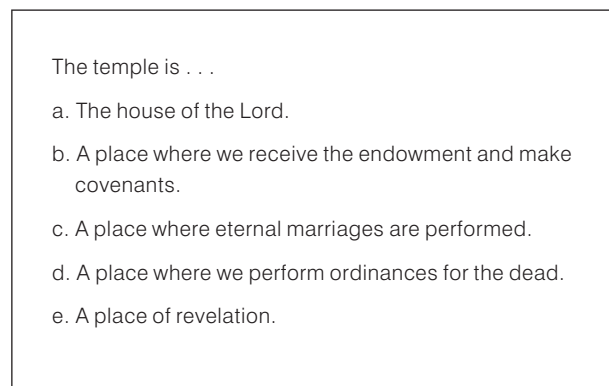 The temple is . . .
a. The house of the Lord.
b. A place where we receive the endowment and make
covenants.
c. A place where eternal marriages are performed.
d. A place where we perform ordinances for the dead.
e. A place of revelation.